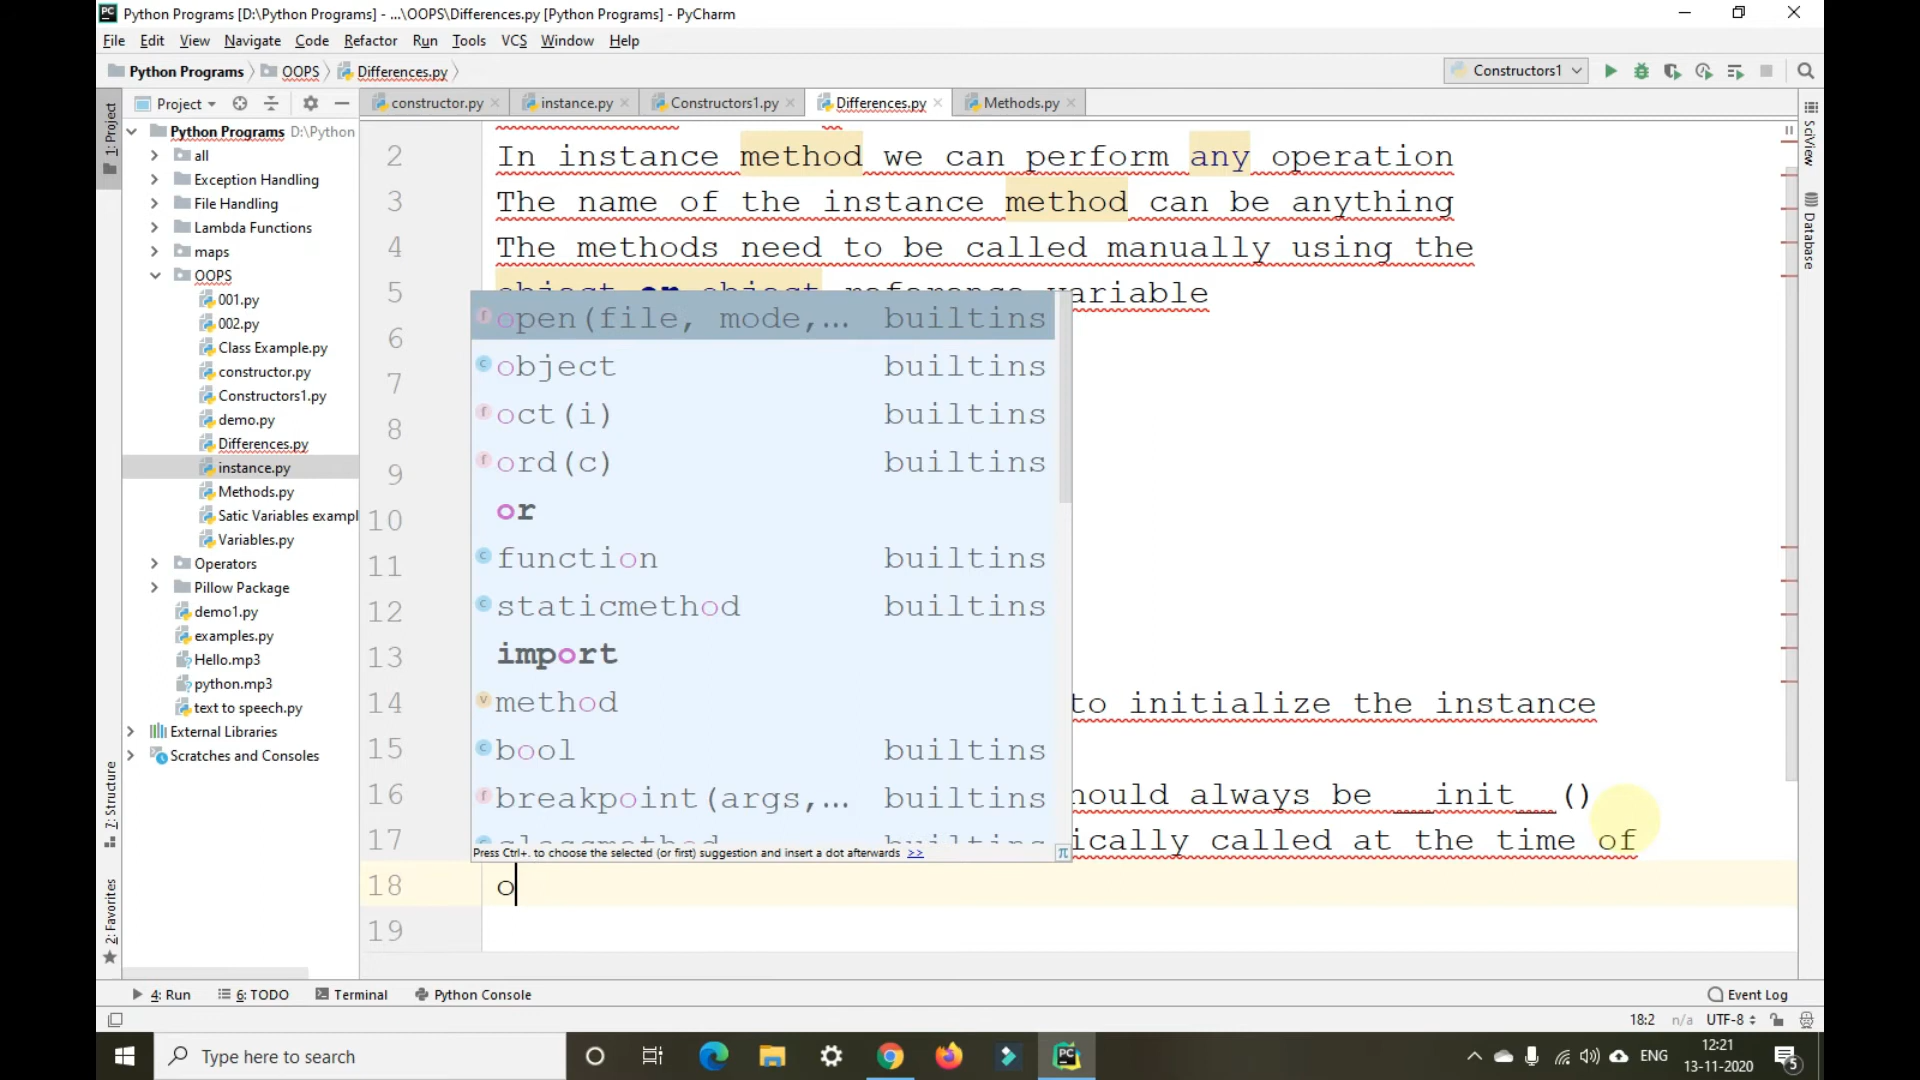 Python Programs [D:\Python Programs] - ...\OOPS\Differences.py [Python Programs] - PyCharm
File Edit View Navigate Code Refactor Run Tools VCS Window Help
Python Programs OOPS Differences.py Constructors1
Project constructor.py instance.py Constructors1.py Differences.py Methods.py
1: Project
7: Structure
2: Favorites
Python Programs D:\Python
all
Exception Handling
File Handling
Lambda Functions
maps
OOPS
001.py
002.py
Class Example.py
constructor.py
Constructors1.py
demo.py
Differences.py
instance.py
Methods.py
Satic Variables exampl
Variables.py
Operators
Pillow Package
demo1.py
examples.py
Hello.mp3
python.mp3
text to speech.py
External Libraries
Scratches and Consoles
2 In instance method we can perform any operation
3 The name of the instance method can be anything
4 The methods need to be called manually using the
5 object or object reference variable
6
7
8
9
10
11
12
13
14 to initialize the instance
15
16 hould always be __init__()
17 ically called at the time of
18 o
19
open(file, mode,... builtins
object builtins
oct(i) builtins
ord(c) builtins
or
function builtins
staticmethod builtins
import
method
bool builtins
breakpoint(args,... builtins
classmethod builtins
Press Ctrl+. to choose the selected (or first) suggestion and insert a dot afterwards >>
π
SciView
Database
4: Run 6: TODO Terminal Python Console Event Log
18:2 n/a UTF-8
Type here to search
PC
ENG
12:21
13-11-2020
5